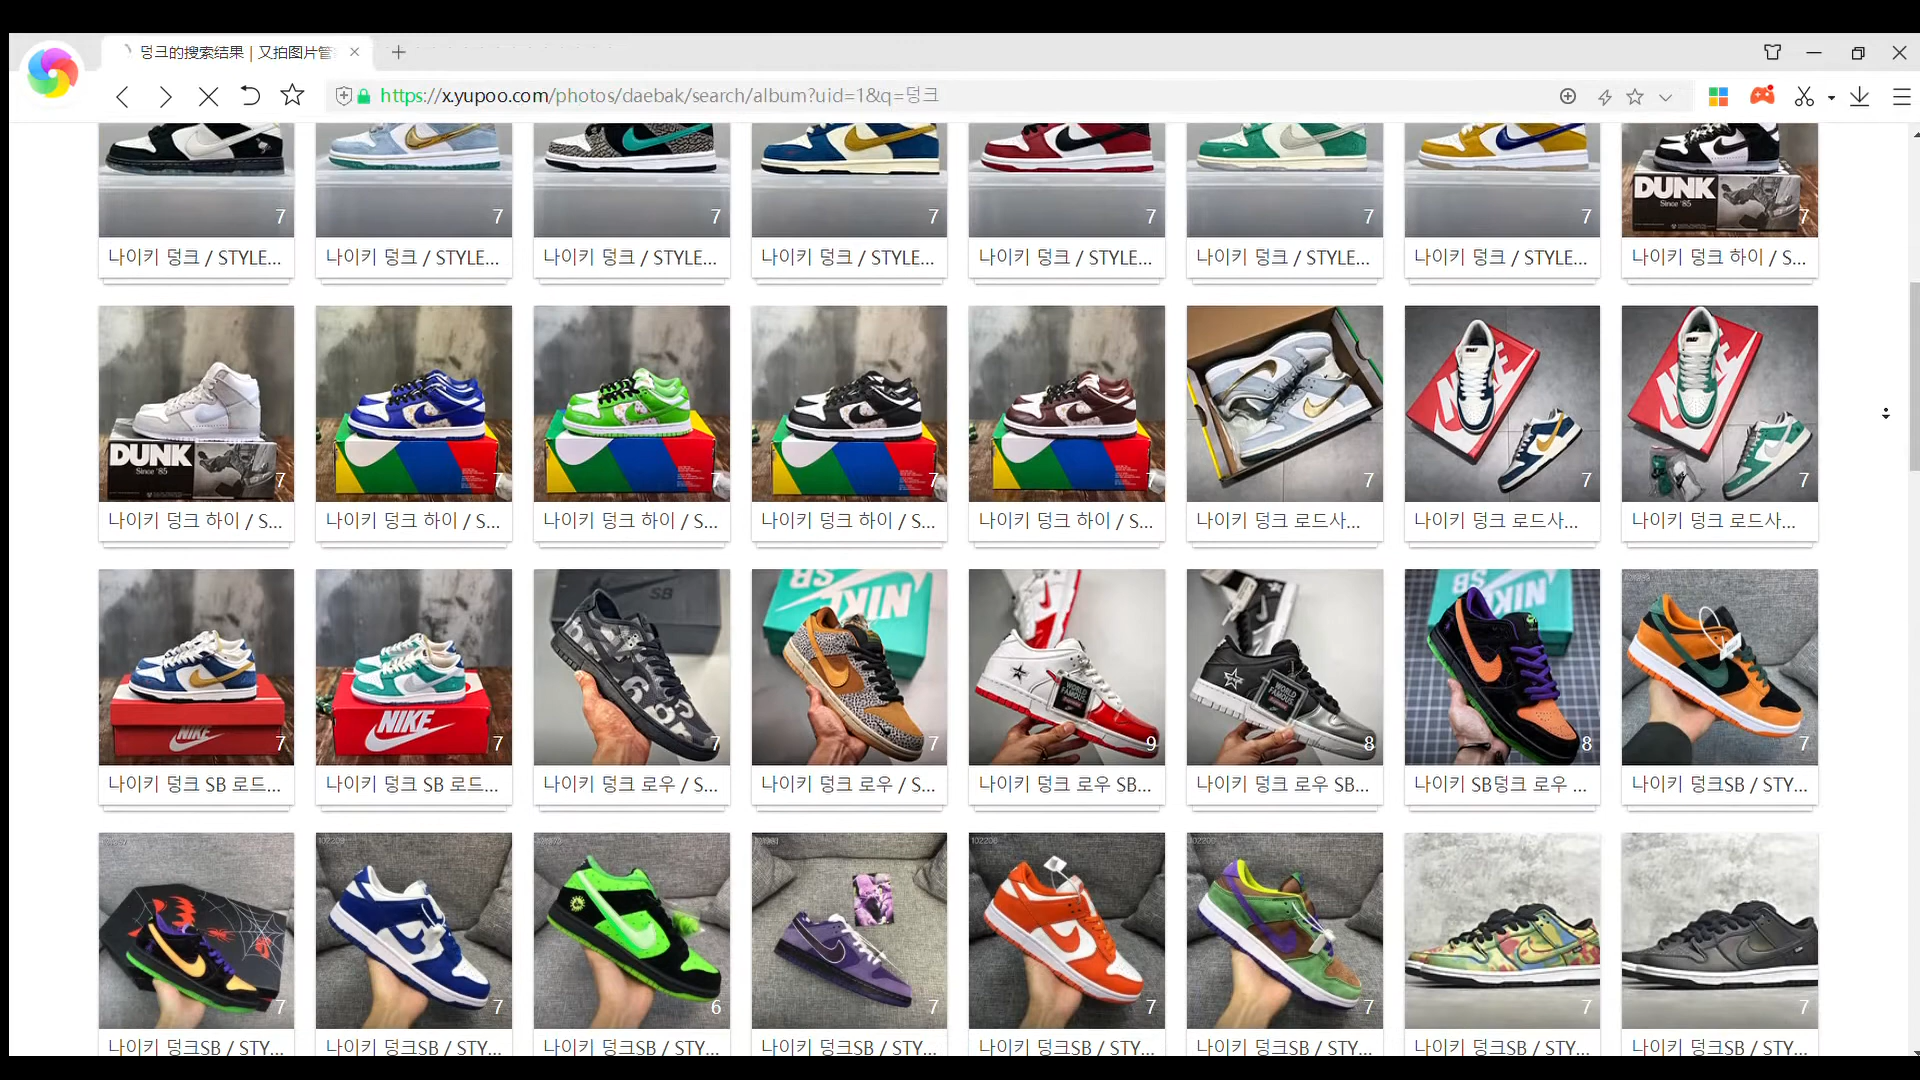 덩크的搜索结果 | 又拍图片管
https://x.yupoo.com/photos/daebak/search/album?uid=1&q=덩크
DUNK
Since '85
7 7 7 7 7 7 7 7
나이키 덩크 / STYLE... 나이키 덩크 / STYLE... 나이키 덩크 / STYLE... 나이키 덩크 / STYLE... 나이키 덩크 / STYLE... 나이키 덩크 / STYLE... 나이키 덩크 / STYLE... 나이키 덩크 하이 / S...
DUNK
Since '85
NIKE
NIKE
7 7 7 7 7 7 7 7
나이키 덩크 하이 / S... 나이키 덩크 하이 / S... 나이키 덩크 하이 / S... 나이키 덩크 하이 / S... 나이키 덩크 하이 / S... 나이키 덩크 로드사... 나이키 덩크 로드사... 나이키 덩크 로드사...
SB
NIKE SB
WORLD FAMOUS
WORLD FAMOUS
NIKE
NIKE
7 7 7 7 9 8 8 7
나이키 덩크 SB 로드... 나이키 덩크 SB 로드... 나이키 덩크 로우 / S... 나이키 덩크 로우 / S... 나이키 덩크 로우 SB... 나이키 덩크 로우 SB... 나이키 SB덩크 로우 ... 나이키 덩크SB / STY...
7 7 6 7 7 7 7 7
나이키 덩크SB / STY... 나이키 덩크SB / STY... 나이키 덩크SB / STY... 나이키 덩크SB / STY... 나이키 덩크SB / STY... 나이키 덩크SB / STY... 나이키 덩크SB / STY... 나이키 덩크SB / STY...